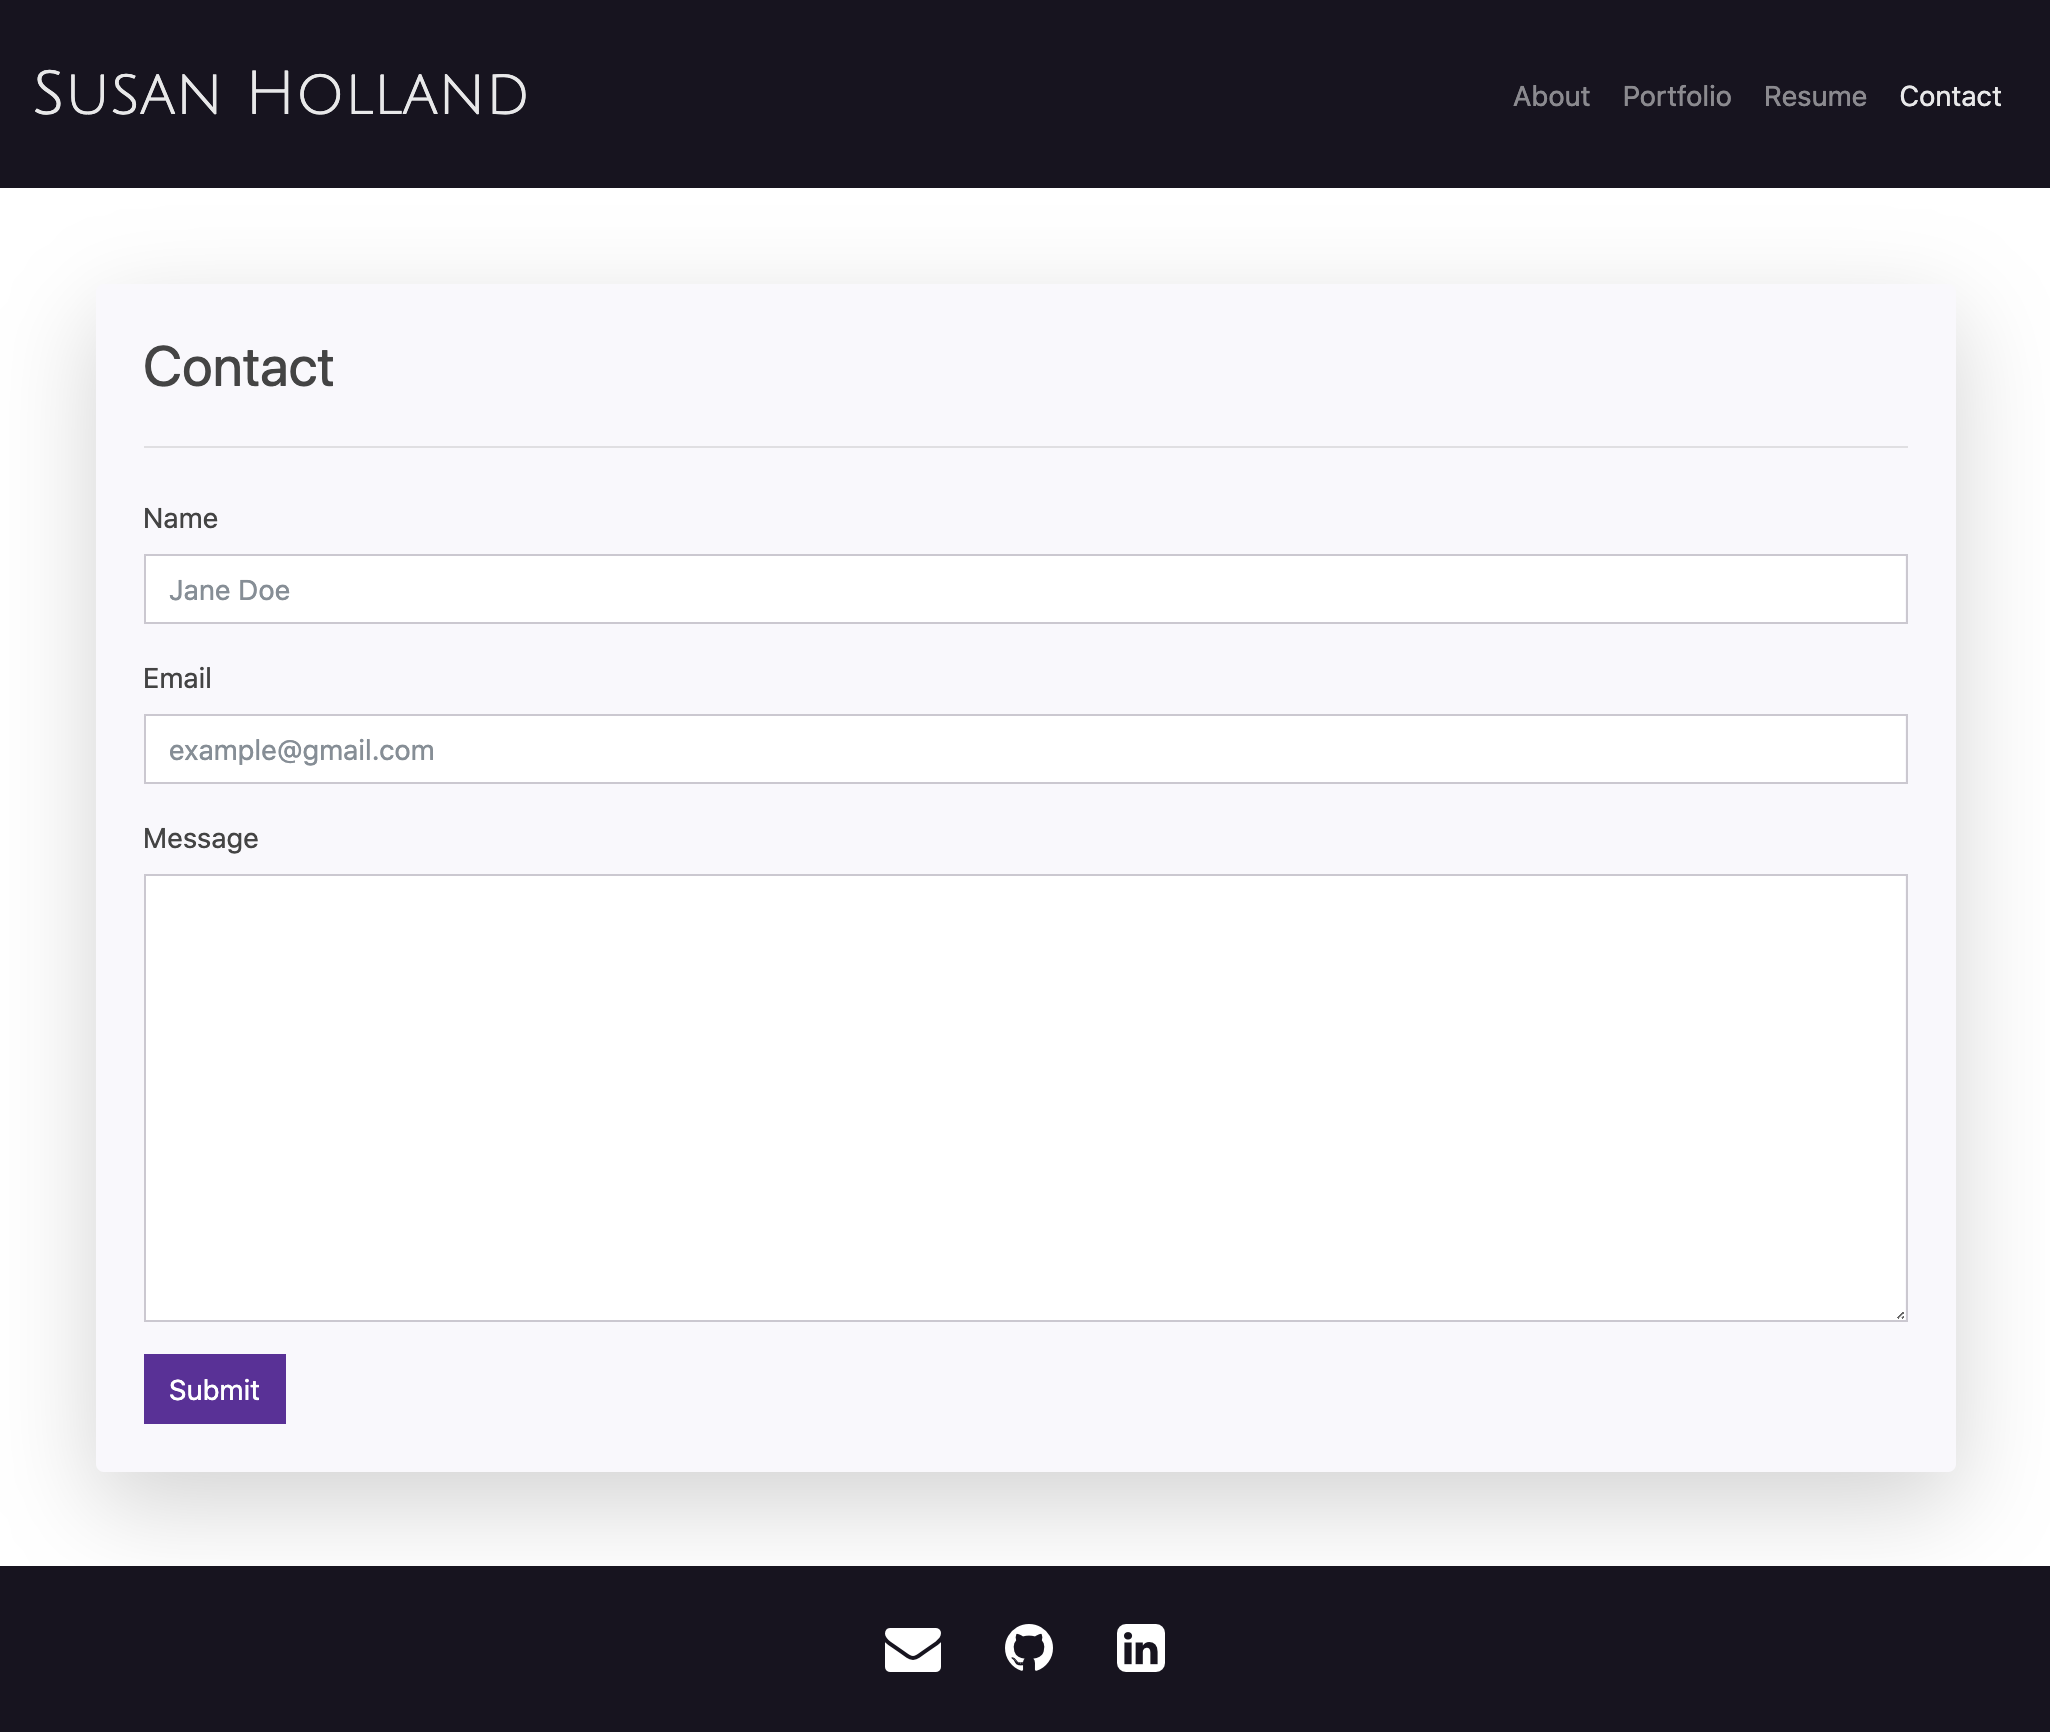 Susan Holland
About Portfolio Resume Contact
Contact
Name
Jane Doe
Email
example@gmail.com
Message
Submit
in